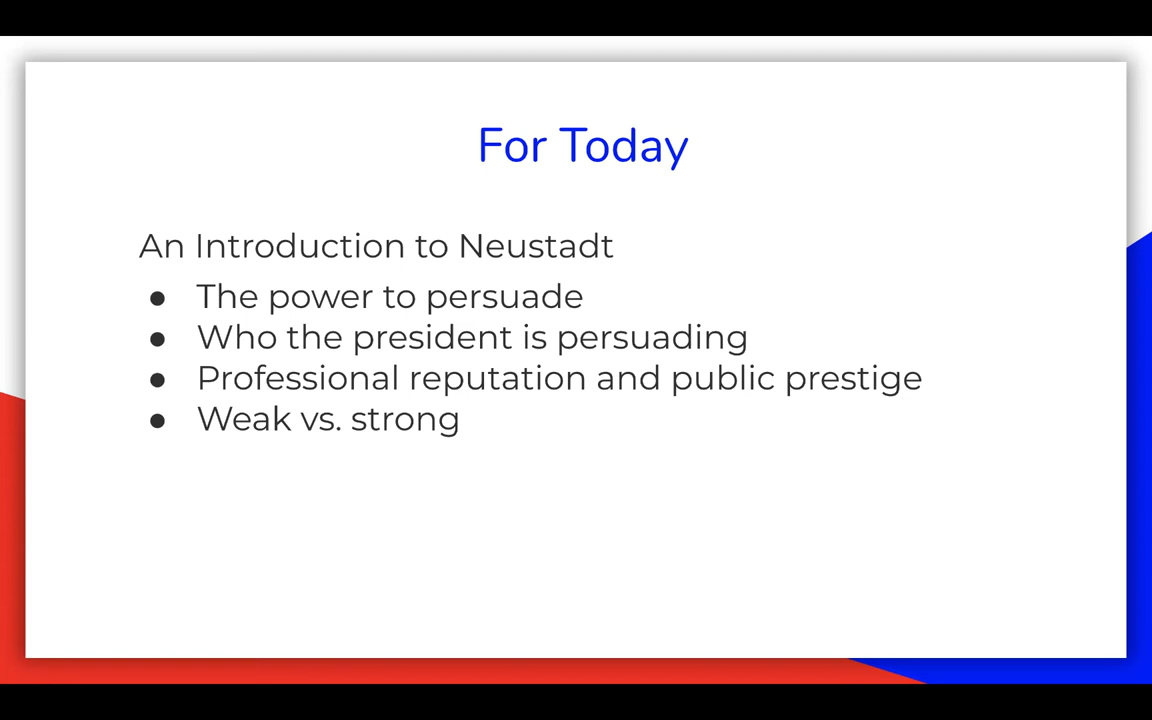 For Today
An Introduction to Neustadt
● The power to persuade
● Who the president is persuading
● Professional reputation and public prestige
● Weak vs. strong